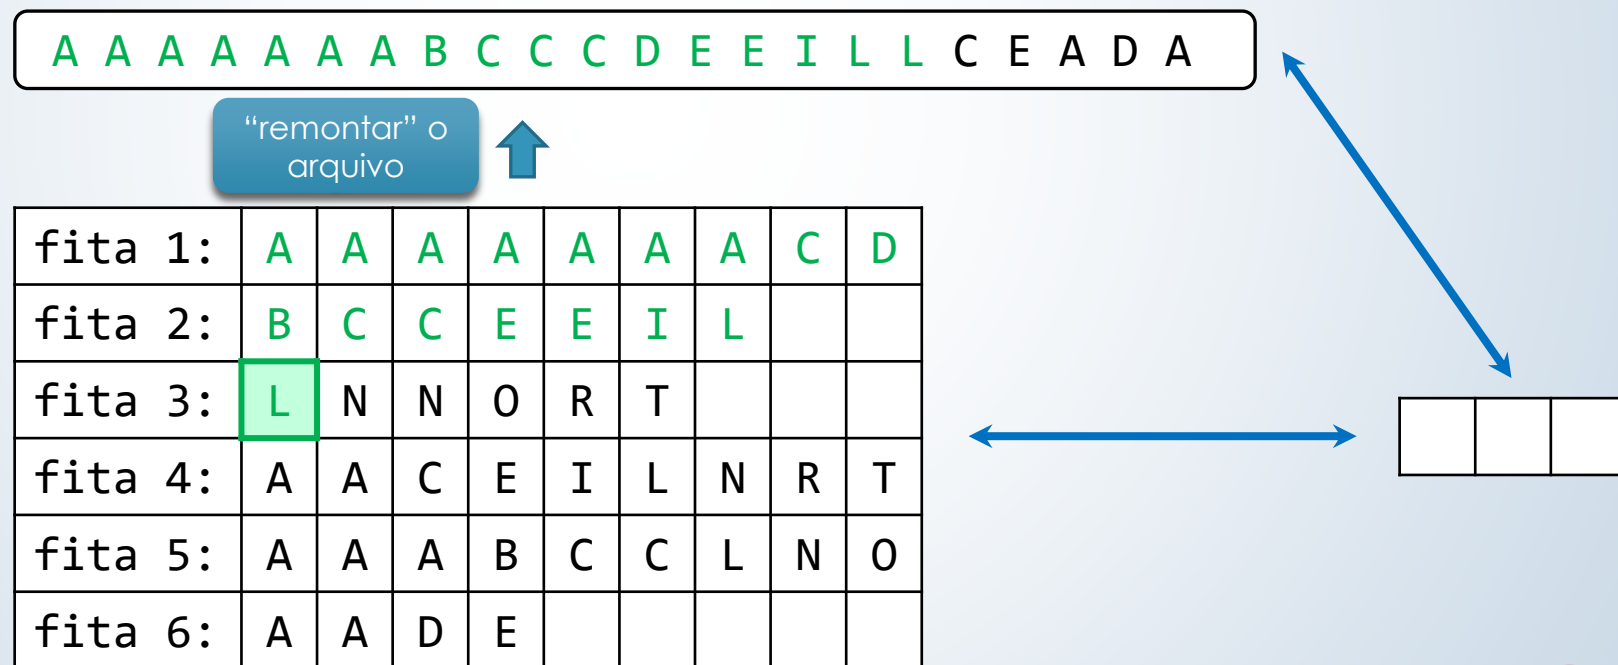 A A A A A A A B C C C D E E I L L C E A D A
“remontar” o
arquivo
fita 1: A A A A A A A C D
fita 2: B C C E E I L
fita 3: L N N O R T
fita 4: A A C E I L N R T
fita 5: A A A B C C L N O
fita 6: A A D E